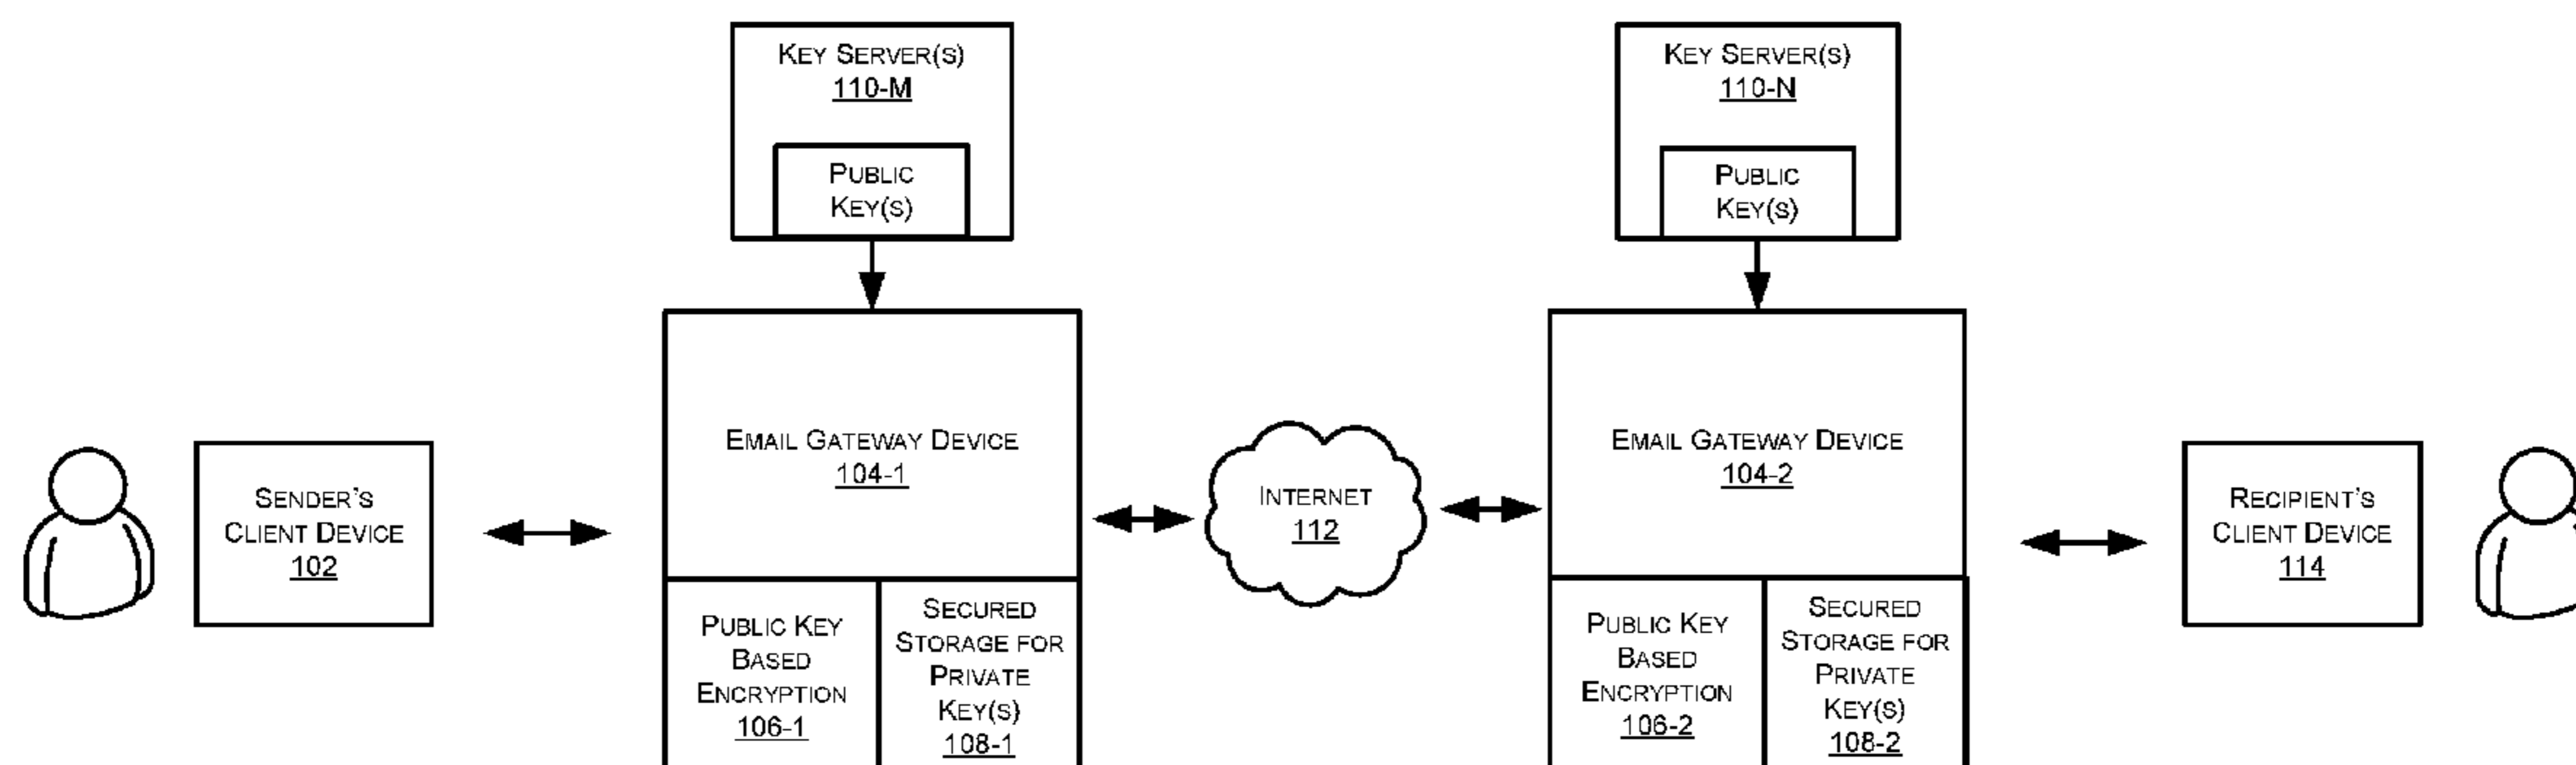 KEY SERVER(S)
110-M
PUBLIC
KEY(S)
KEY SERVER(S)
110-N
PUBLIC
KEY(S)
SENDER'S
CLIENT DEVICE
102
EMAIL GATEWAY DEVICE
104-1
PUBLIC KEY
BASED
ENCRYPTION
106-1
SECURED
STORAGE FOR
PRIVATE
KEY(S)
108-1
INTERNET
112
EMAIL GATEWAY DEVICE
104-2
PUBLIC KEY
BASED
ENCRYPTION
106-2
SECURED
STORAGE FOR
PRIVATE
KEY(S)
108-2
RECIPIENT'S
CLIENT DEVICE
114